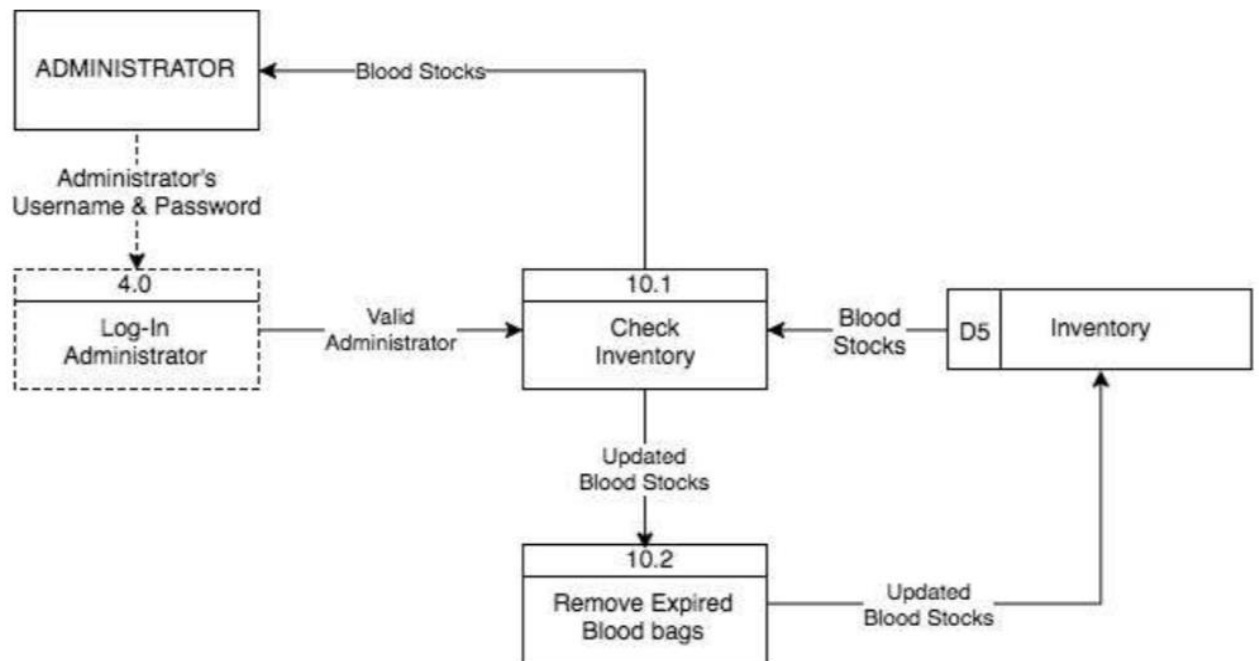 ADMINISTRATOR
Blood Stocks
Administrator's
Username & Password
4.0
Log-In
Administrator
Valid
Administrator
10.1
Check
Inventory
Blood
Stocks
D5
Inventory
Updated
Blood Stocks
10.2
Remove Expired
Blood bags
Updated
Blood Stocks